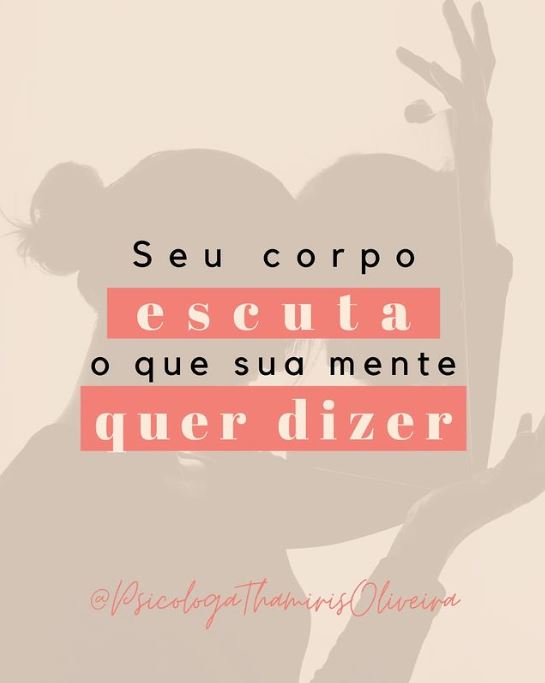 Seu corpo
escuta
o que sua mente
quer dizer
@PsicologaThamirisOliveira